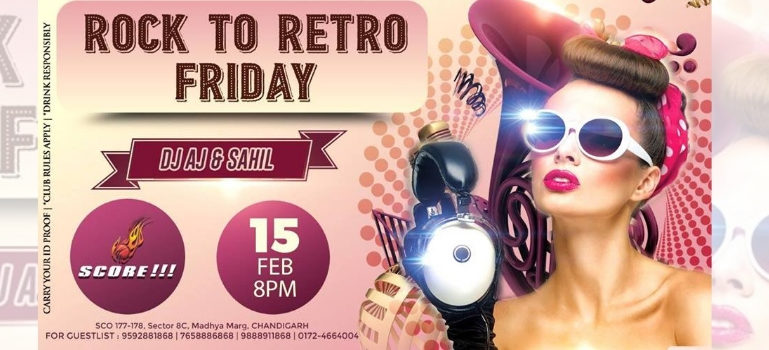 ROCK TO RETRO
FRIDAY
DJ AJ & SAHIL
SCORE!!!
15
FEB
8PM
SCO 177-178, Sector 8C, Madhya Marg, CHANDIGARH
FOR GUESTLIST : 9592881868 | 7658886868 | 9888911868 | 0172-4664004
CARRY YOUR ID PROOF | *CLUB RULES APPLY | *DRINK RESPONSIBLY